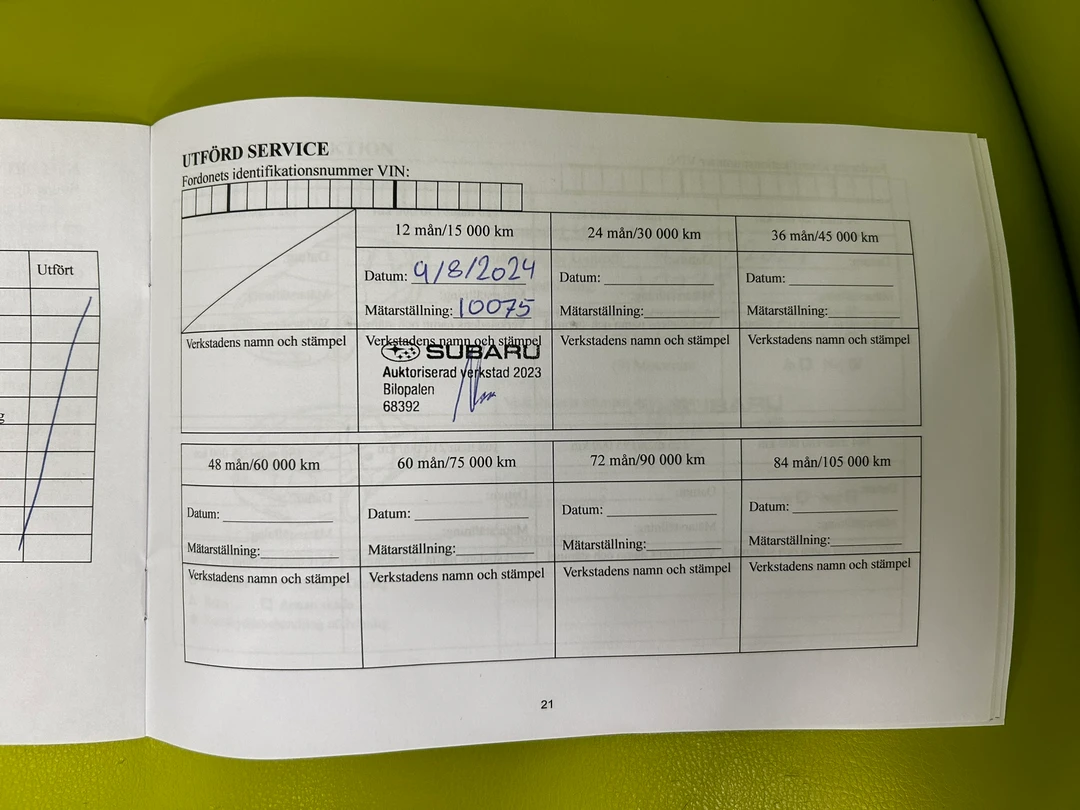 UTFÖRD SERVICE
Fordonets identifikationsnummer VIN:
Utfört
12 mån/15 000 km
24 mån/30 000 km
36 mån/45 000 km
Datum: 9/8/2024
Datum:
Datum:
Mätarställning: 10075
Mätarställning:
Mätarställning:
Verkstadens namn och stämpel
Verkstadens namn och stämpel
Verkstadens namn och stämpel
Verkstadens namn och stämpel
SUBARU
Auktoriserad verkstad 2023
Bilopalen
68392
48 mån/60 000 km
60 mån/75 000 km
72 mån/90 000 km
84 mån/105 000 km
Datum:
Datum:
Datum:
Datum:
Mätarställning:
Mätarställning:
Mätarställning:
Mätarställning:
Verkstadens namn och stämpel
Verkstadens namn och stämpel
Verkstadens namn och stämpel
Verkstadens namn och stämpel
21